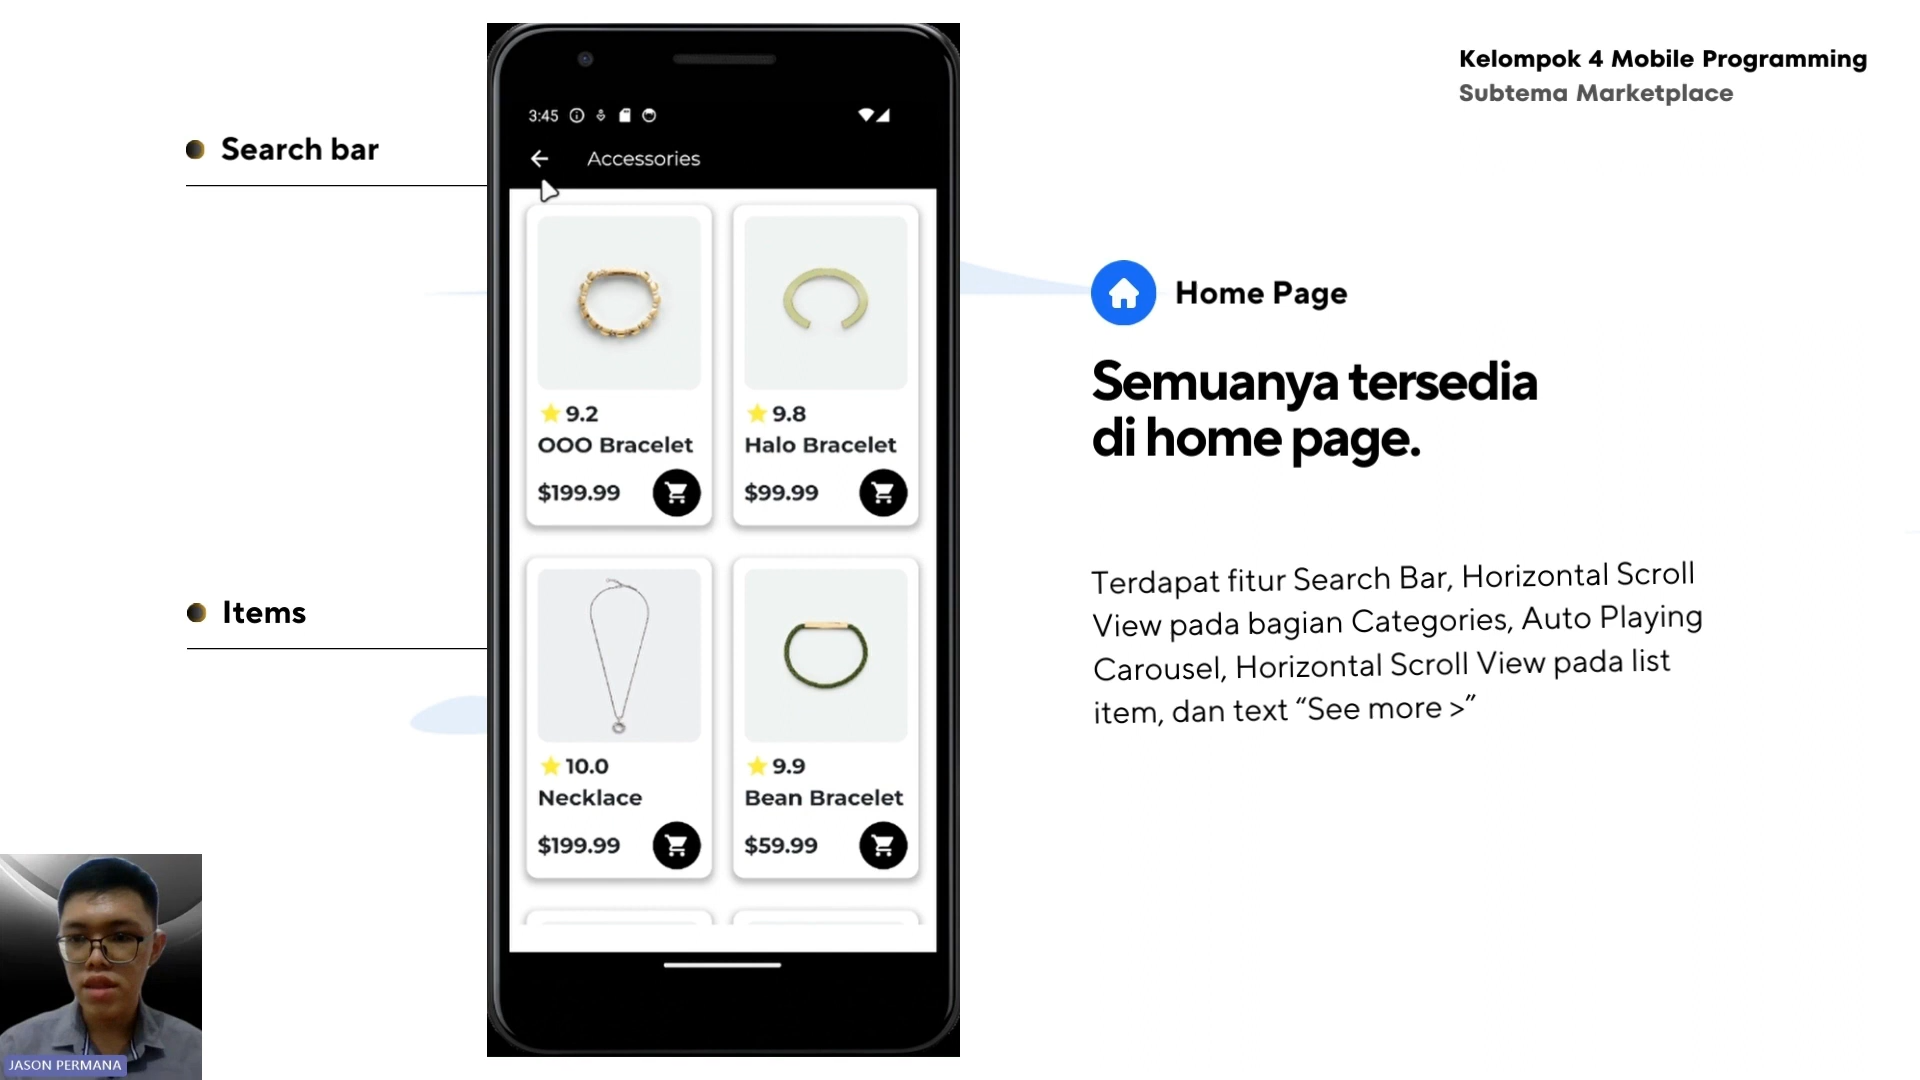 Kelompok 4 Mobile Programming
Subtema Marketplace
Search bar
Items
3:45
Accessories
9.2
OOO Bracelet
$199.99
9.8
Halo Bracelet
$99.99
10.0
Necklace
$199.99
9.9
Bean Bracelet
$59.99
Home Page
Semuanya tersedia
di home page.
Terdapat fitur Search Bar, Horizontal Scroll
View pada bagian Categories, Auto Playing
Carousel, Horizontal Scroll View pada list
item, dan text “See more >”
JASON PERMANA